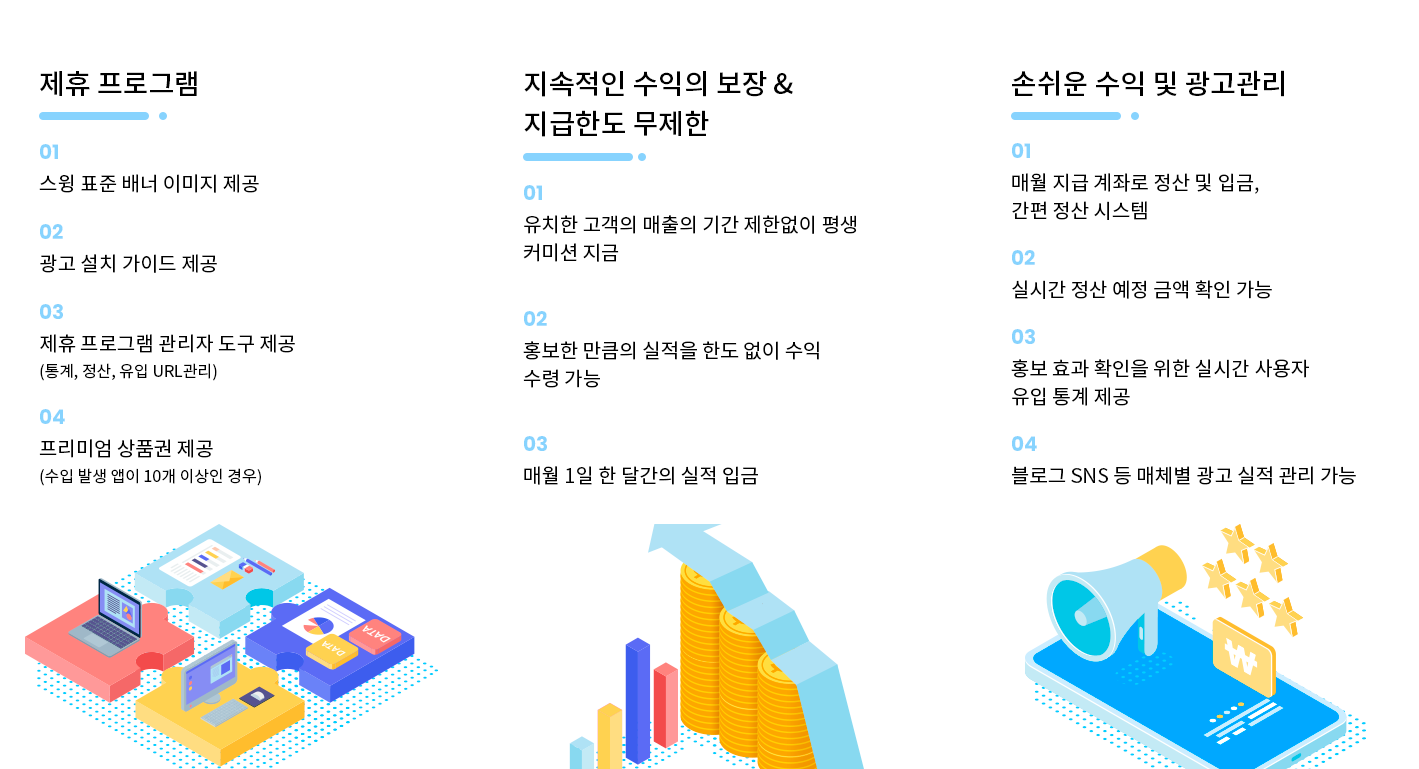 제휴 프로그램
01
스윙 표준 배너 이미지 제공
02
광고 설치 가이드 제공
03
제휴 프로그램 관리자 도구 제공
(통계, 정산, 유입 URL관리)
04
프리미엄 상품권 제공
(수입 발생 앱이 10개 이상인 경우)
지속적인 수익의 보장 &
지급한도 무제한
01
유치한 고객의 매출의 기간 제한없이 평생
커미션 지금
02
홍보한 만큼의 실적을 한도 없이 수익
수령 가능
03
매월 1일 한 달간의 실적 입금
손쉬운 수익 및 광고관리
01
매월 지급 계좌로 정산 및 입금,
간편 정산 시스템
02
실시간 정산 예정 금액 확인 가능
03
홍보 효과 확인을 위한 실시간 사용자
유입 통계 제공
04
블로그 SNS 등 매체별 광고 실적 관리 가능
DATA
DATA
₩